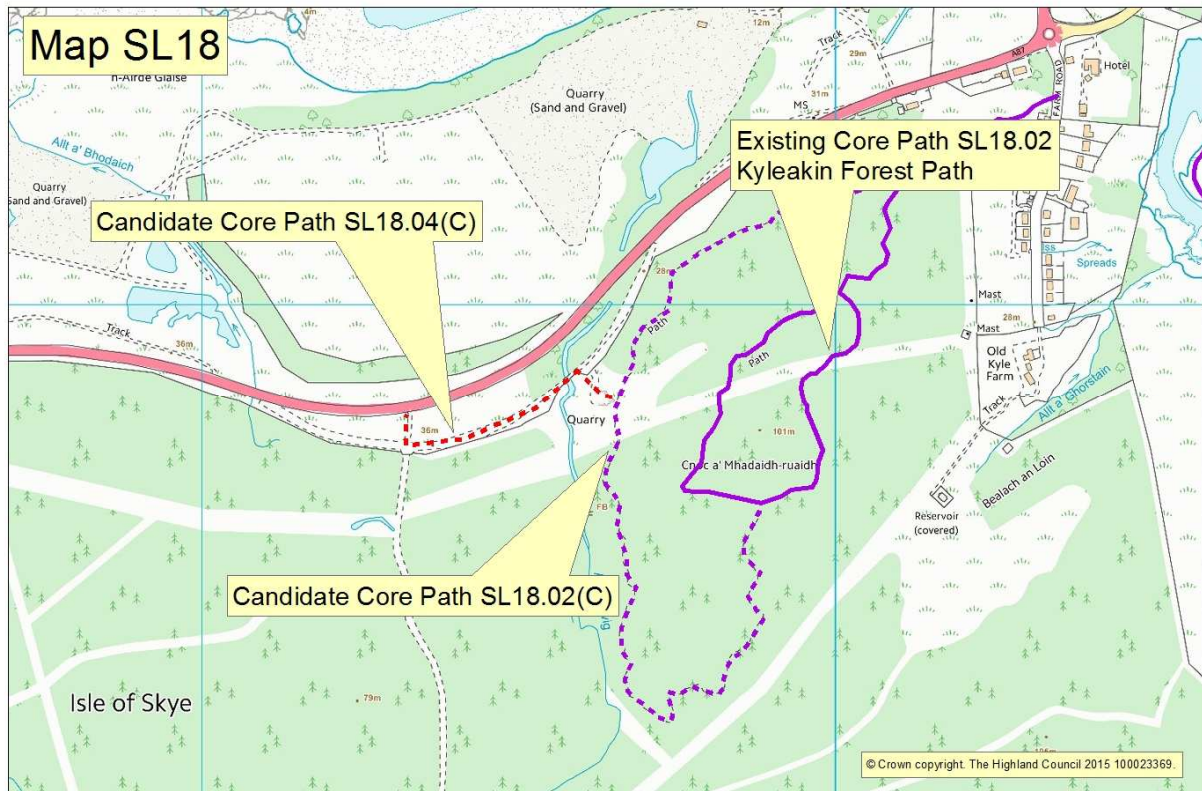 Map SL18
4m
n-Airde Glaise
12m
Track
29m
A87
FARM ROAD
Hotel
Quarry
(Sand and Gravel)
31m
MS
Allt a' Bhodaich
Existing Core Path SL18.02
Kyleakin Forest Path
Quarry
(Sand and Gravel)
Candidate Core Path SL18.04(C)
28m
Spreads
Mast
Track
36m
Path
Mast
28m
Path
Old
Kyle
Farm
Quarry
36m
101m
Track
Allt a' Ghorstain
Cnoc a' Mhadaidh-ruaidh
Bealach an Loin
FB
Reservoir
(covered)
Candidate Core Path SL18.02(C)
79m
Isle of Skye
© Crown copyright. The Highland Council 2015 100023369.